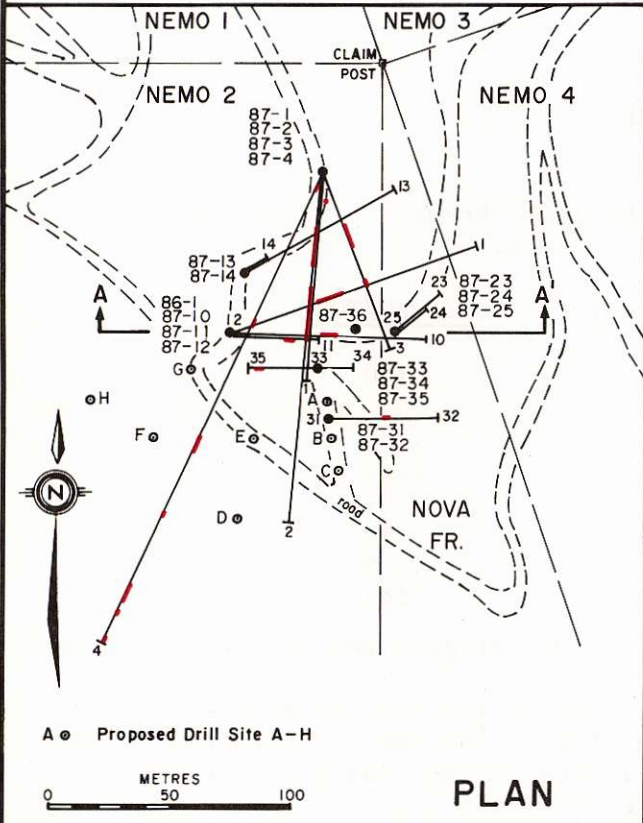 NEMO 1
NEMO 3
CLAIM
POST
NEMO 2
NEMO 4
87-1
87-2
87-3
87-4
13
14
87-13
87-14
1
A
86-1
87-10
87-11
87-12
12
87-36
25
23
24
87-23
87-24
87-25
A
11
3
10
G
35
33
34
1
87-33
87-34
87-35
H
A
31
32
87-31
87-32
F
E
B
C
N
D
2
road
NOVA
FR.
4
A Proposed Drill Site A-H
METRES
0 50 100
PLAN